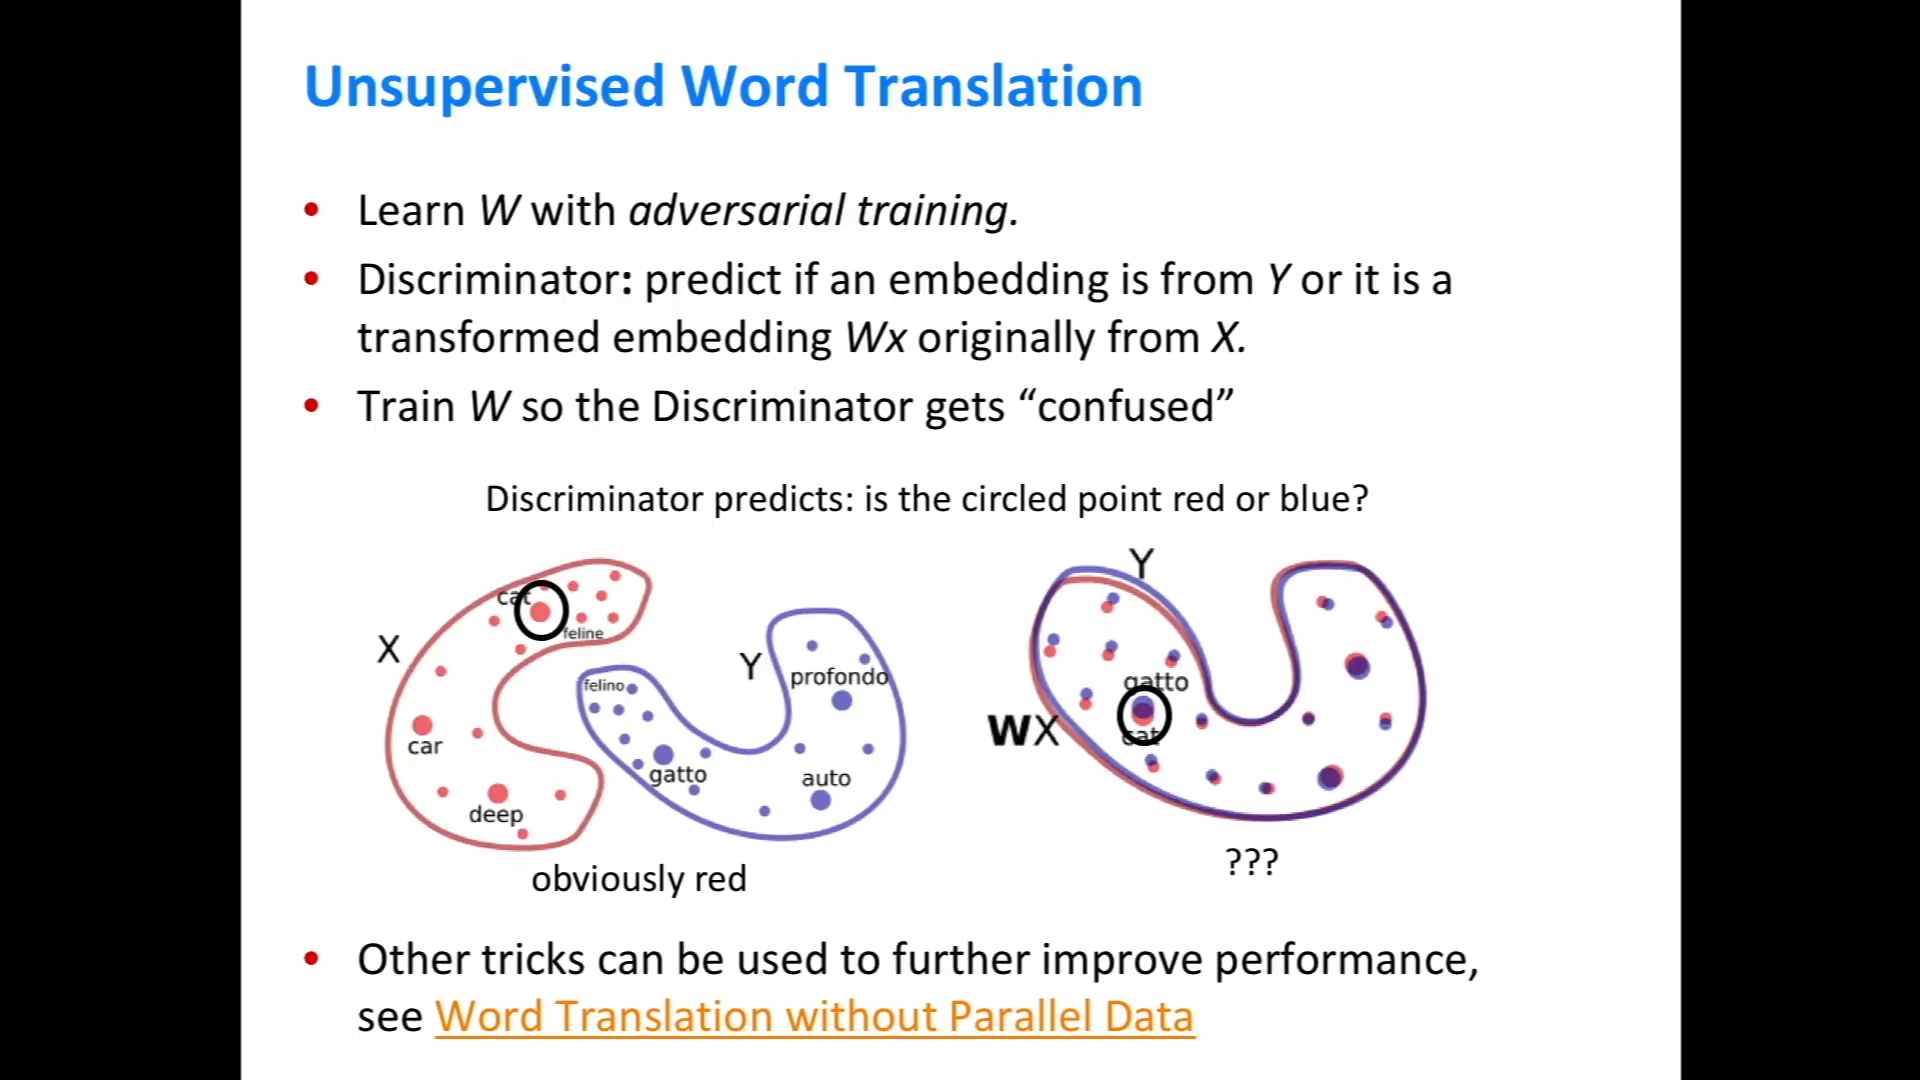 Unsupervised Word Translation
• Learn W with adversarial training.
• Discriminator: predict if an embedding is from Y or it is a
transformed embedding Wx originally from X.
• Train W so the Discriminator gets “confused”
Discriminator predicts: is the circled point red or blue?
X
cat
feline
car
deep
Y
felino
profondo
gatto
auto
obviously red
Y
WX
gatto
cat
???
• Other tricks can be used to further improve performance,
see Word Translation without Parallel Data